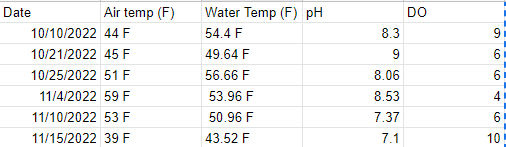 Date Air temp (F) Water Temp (F) pH DO
10/10/2022 44 F 54.4 F 8.3 9
10/21/2022 45 F 49.64 F 9 6
10/25/2022 51 F 56.66 F 8.06 6
11/4/2022 59 F 53.96 F 8.53 4
11/10/2022 53 F 50.96 F 7.37 6
11/15/2022 39 F 43.52 F 7.1 10